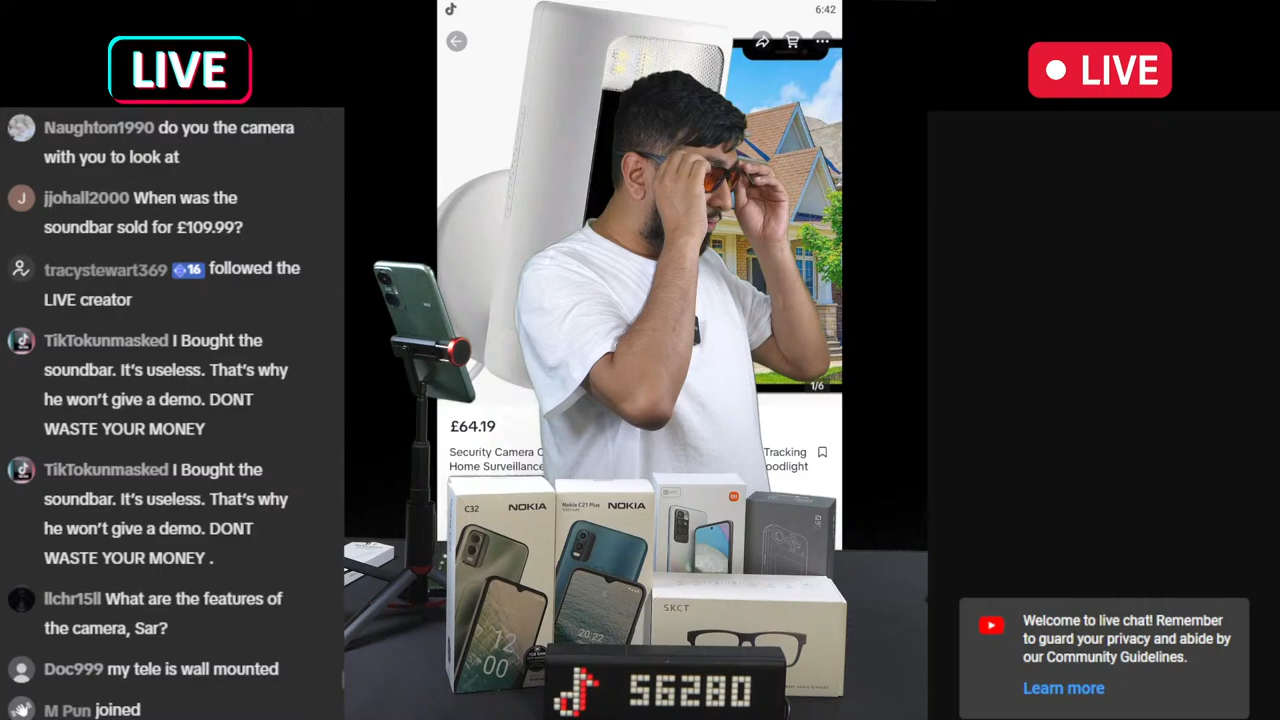 LIVE
Naughton1990 do you the camera
with you to look at
J jjohall2000 When was the
soundbar sold for £109.99?
tracystewart369 16 followed the
LIVE creator
TikTokunmasked I Bought the
soundbar. It's useless. That's why
he won't give a demo. DONT
WASTE YOUR MONEY
TikTokunmasked I Bought the
soundbar. It's useless. That's why
he won't give a demo. DONT
WASTE YOUR MONEY .
llchr15ll What are the features of
the camera, Sar?
Doc999 my tele is wall mounted
M Pun joined
6:42
1/6
£64.19
Security Camera Tracking
Home Surveillance
C32 NOKIA
12
00
Nokia C21 Plus NOKIA
20:22
SKCT
56280
LIVE
Welcome to live chat! Remember
to guard your privacy and abide by
our Community Guidelines.
Learn more